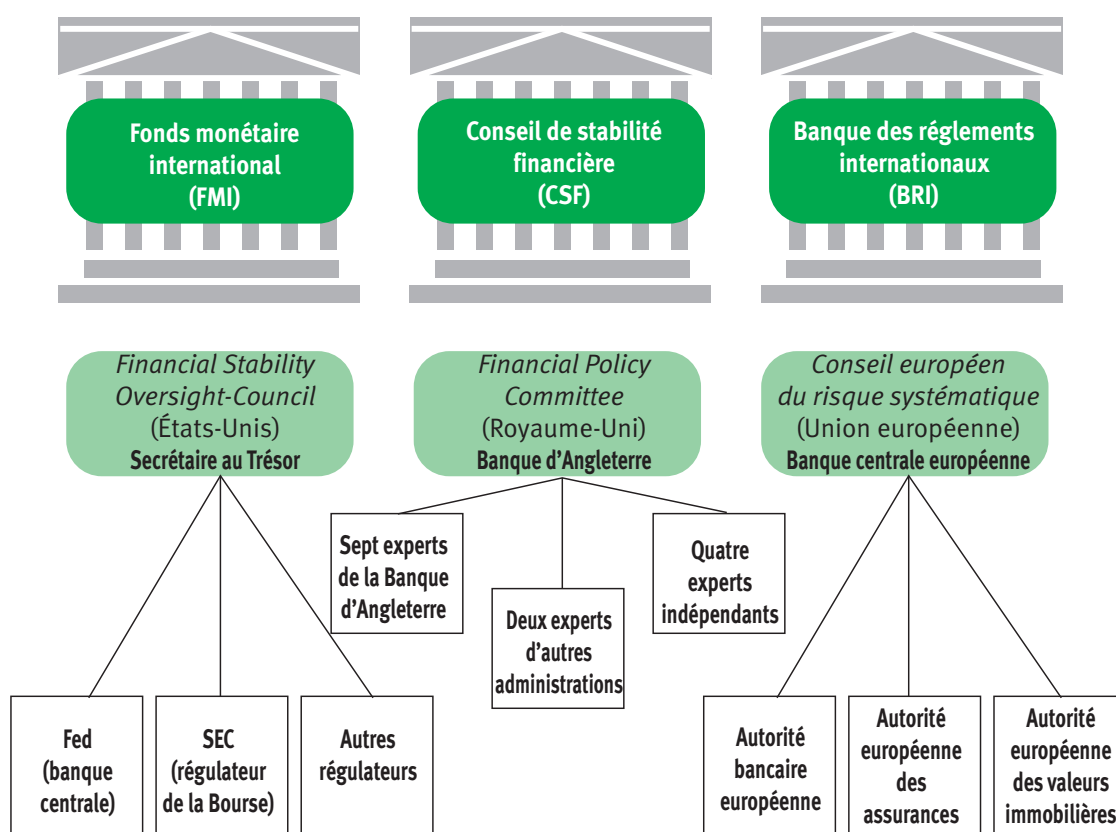 Fonds monétaire
international
(FMI)
Conseil de stabilité
financière
(CSF)
Banque des réglements
internationaux
(BRI)
Financial Stability
Oversight-Council
(États-Unis)
Secrétaire au Trésor
Financial Policy
Committee
(Royaume-Uni)
Banque d’Angleterre
Conseil européen
du risque systématique
(Union européenne)
Banque centrale européenne
Sept experts
de la Banque
d’Angleterre
Deux experts
d’autres
administrations
Quatre
experts
indépendants
Fed
(banque
centrale)
SEC
(régulateur
de la Bourse)
Autres
régulateurs
Autorité
bancaire
européenne
Autorité
européenne
des
assurances
Autorité
européenne
des valeurs
immobilières